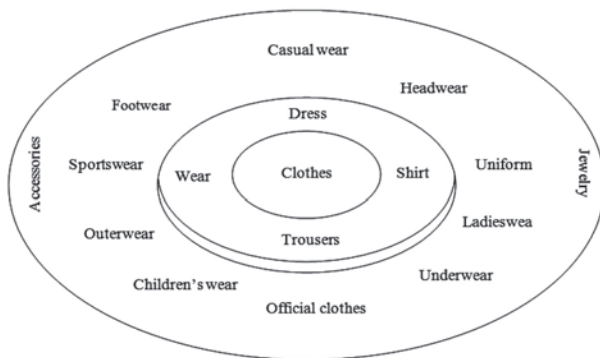 Casual wear
Headwear
Footwear
Dress
Accessories
Sportswear
Wear
Clothes
Shirt
Uniform
Jewelry
Ladieswea
Outerwear
Trousers
Underwear
Children's wear
Official clothes